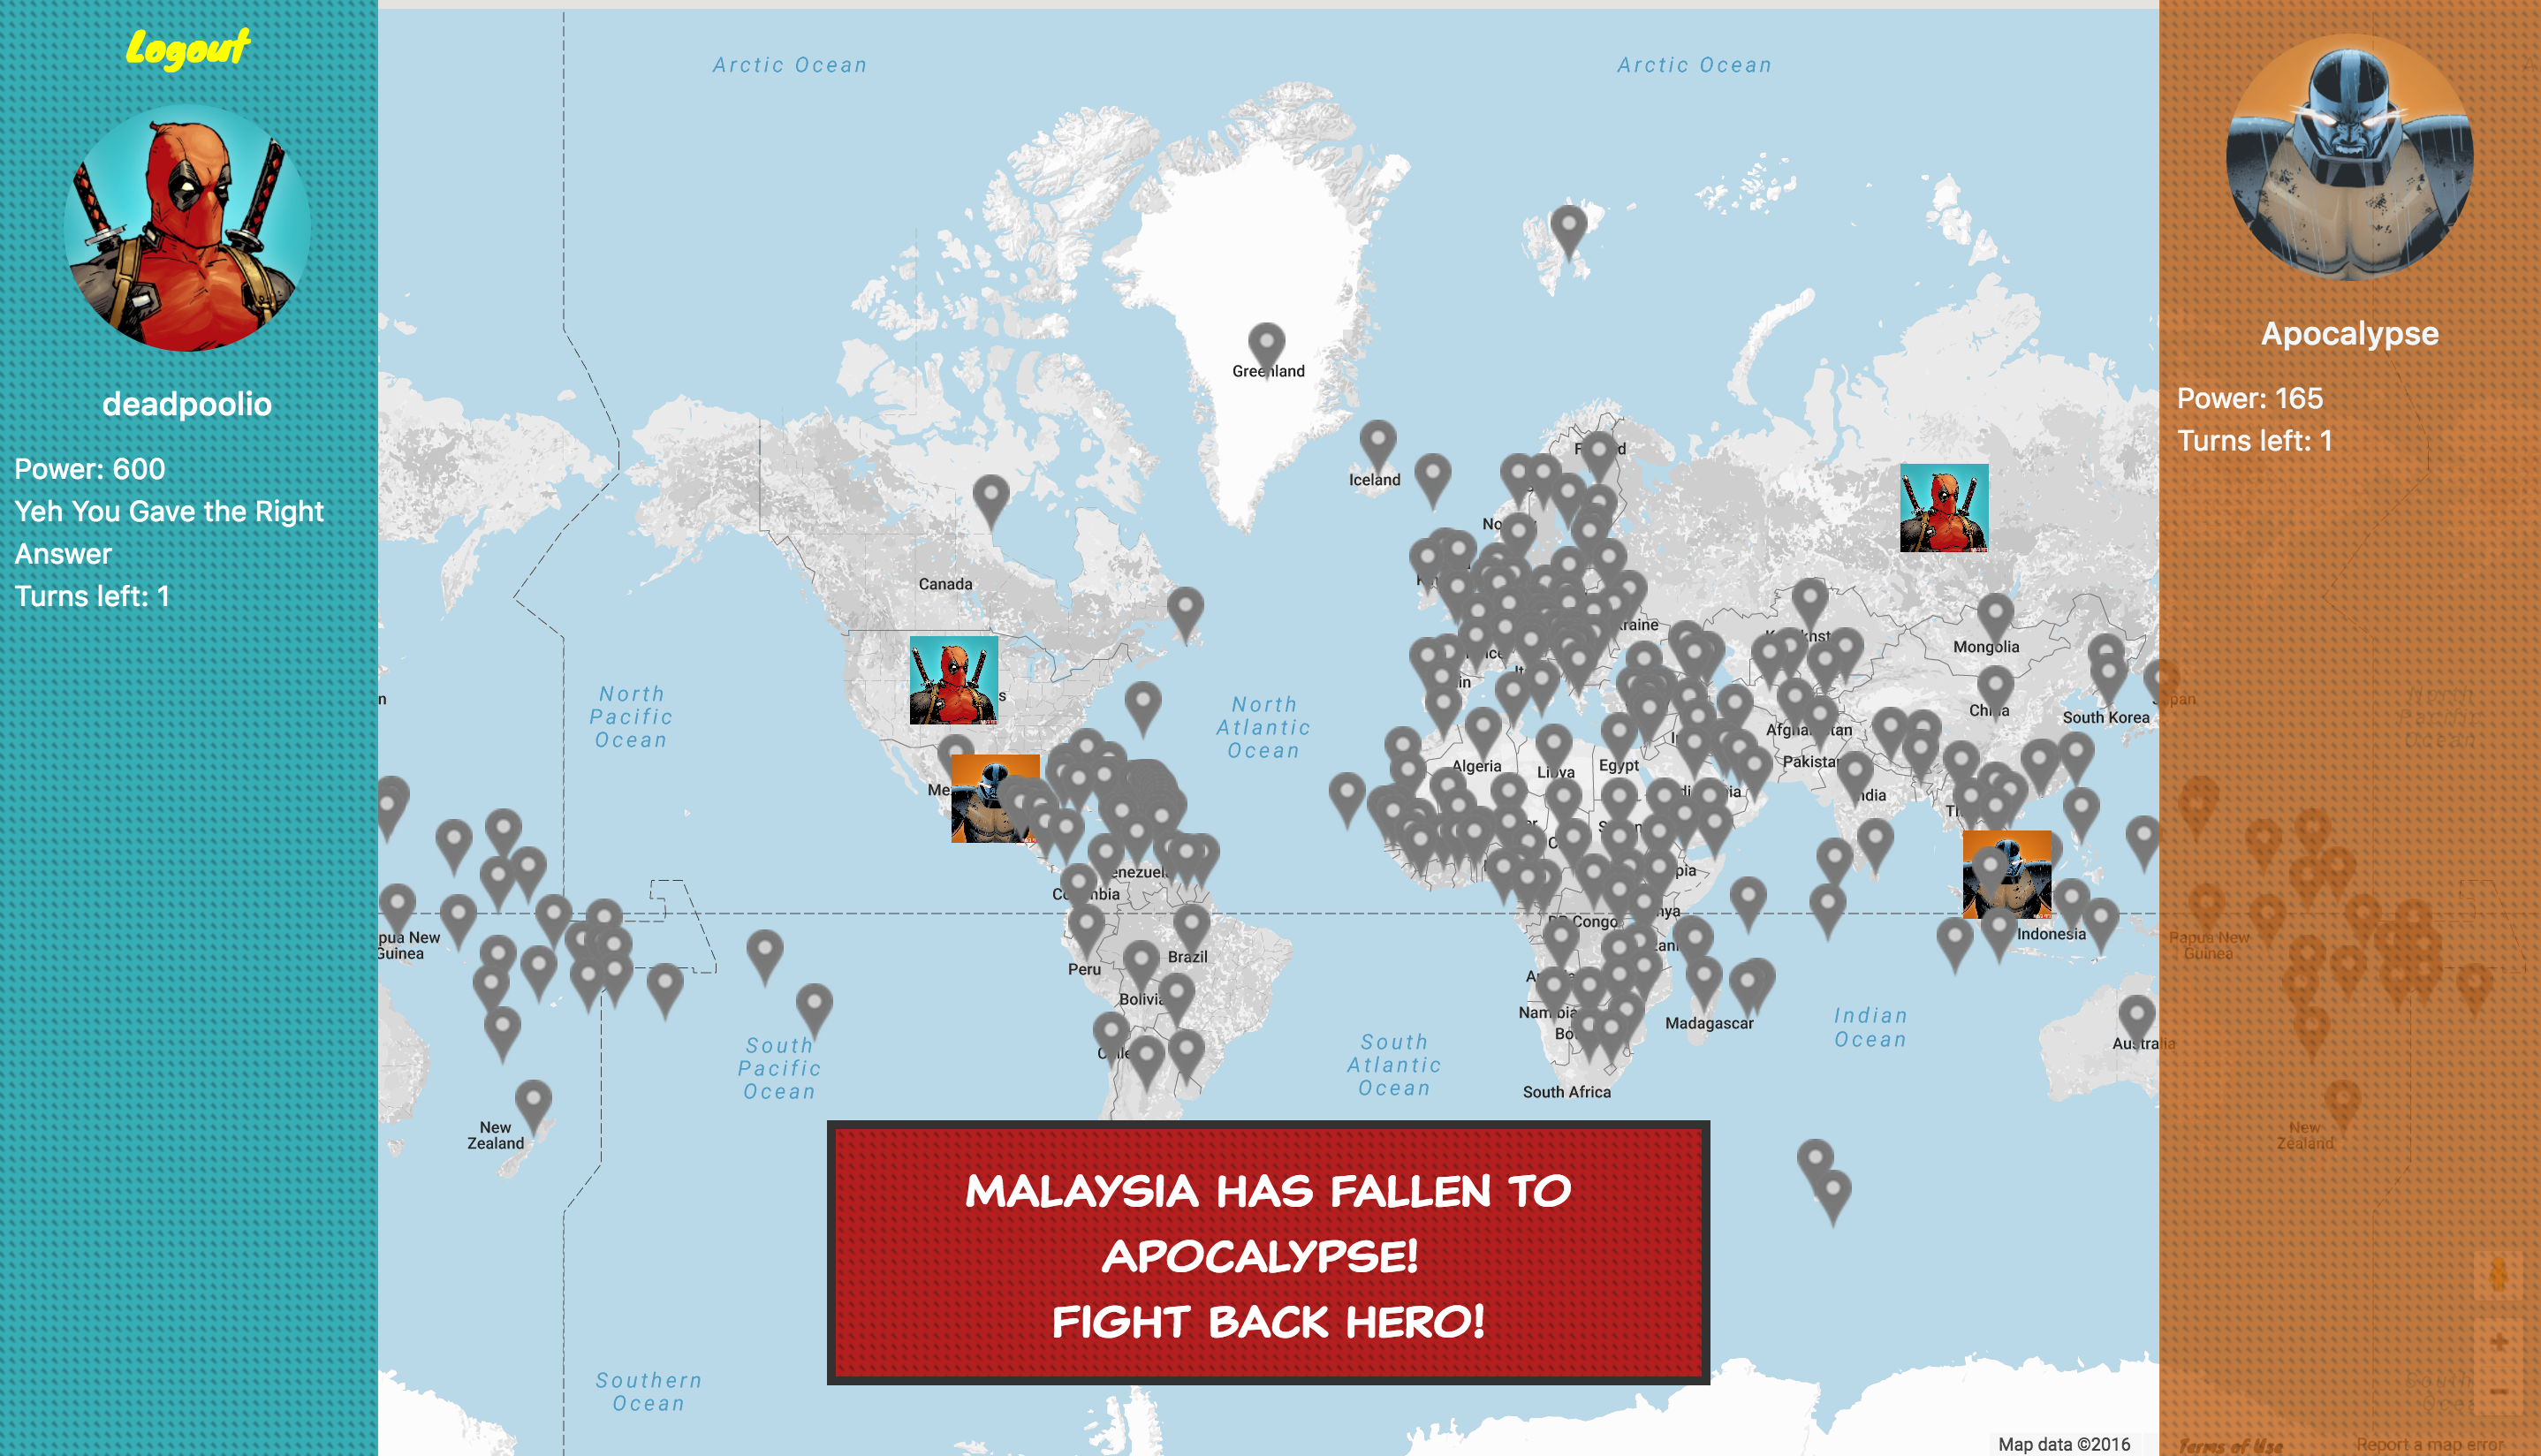 Logout
deadpoolio
Power: 600
Yeh You Gave the Right
Answer
Turns left: 1
Arctic Ocean
Arctic Ocean
Greenland
Iceland
Canada
North
Pacific
Ocean
North
Atlantic
Ocean
Mongolia
China
South Korea
Afghanistan
Algeria
Libya
Egypt
Venezuela
Colombia
DR Congo
Indonesia
Peru
Brazil
Bolivia
Chile
Namibia
Madagascar
South Africa
Indian
Ocean
Australia
South
Pacific
Ocean
South
Atlantic
Ocean
New
Zealand
Southern
Ocean
MALAYSIA HAS FALLEN TO
APOCALYPSE!
FIGHT BACK HERO!
Map data ©2016
Apocalypse
Power: 165
Turns left: 1
Papua New
Guinea
New
Zealand
Terms of Use
Report a map error